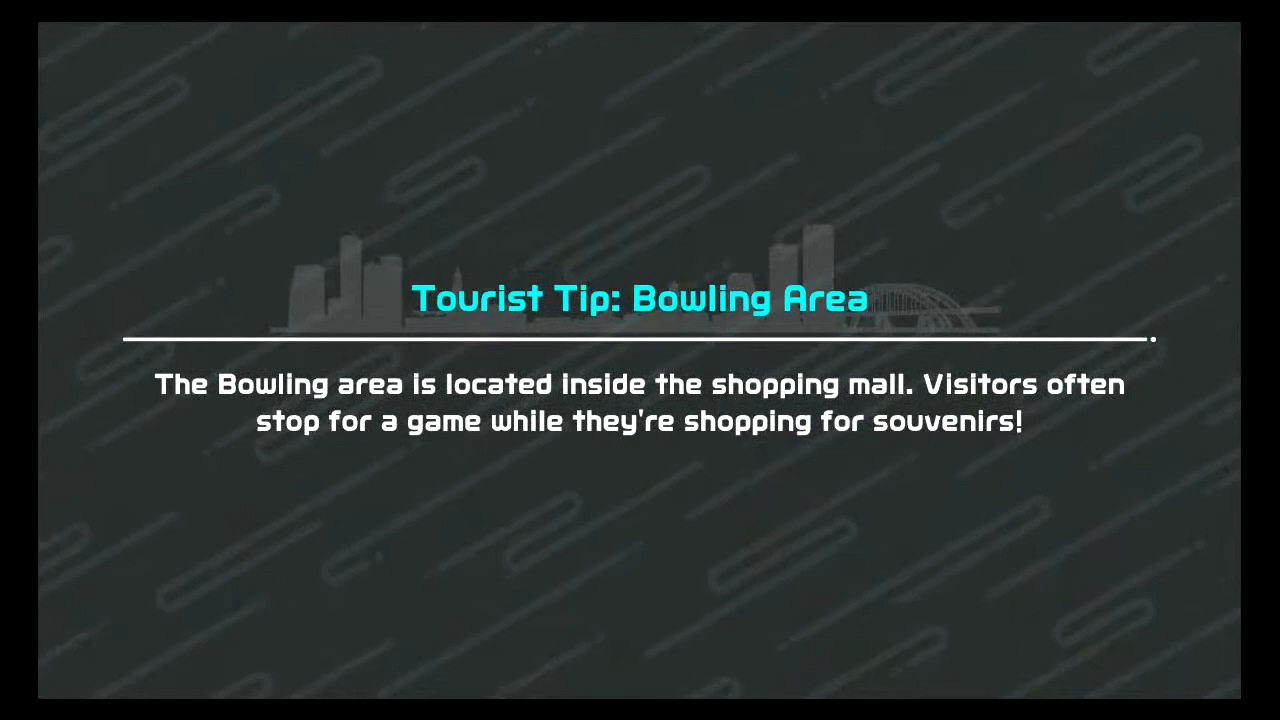 Tourist Tip: Bowling Area
The Bowling area is located inside the shopping mall. Visitors often
stop for a game while they're shopping for souvenirs!